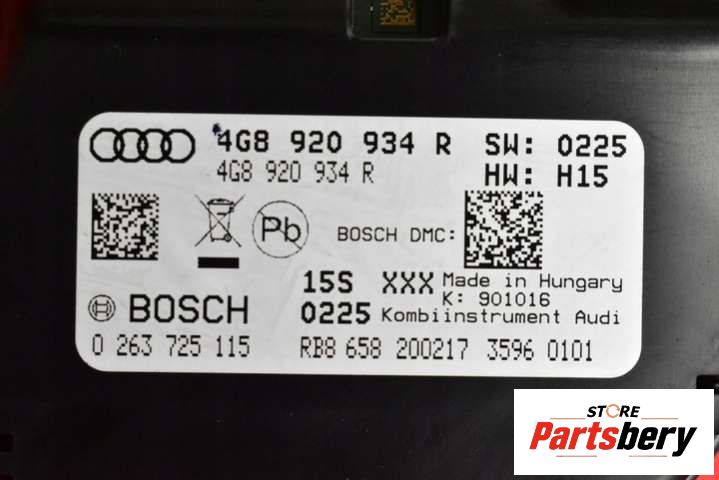 4G8 920 934 R SW: 0225
4G8 920 934 R HW: H15
Pb BOSCH DMC:
15S XXX Made in Hungary
K: 901016
BOSCH 0225 Kombiinstrument Audi
0 263 725 115 RB8 658 200217 3596 0101
STORE
Partsbery